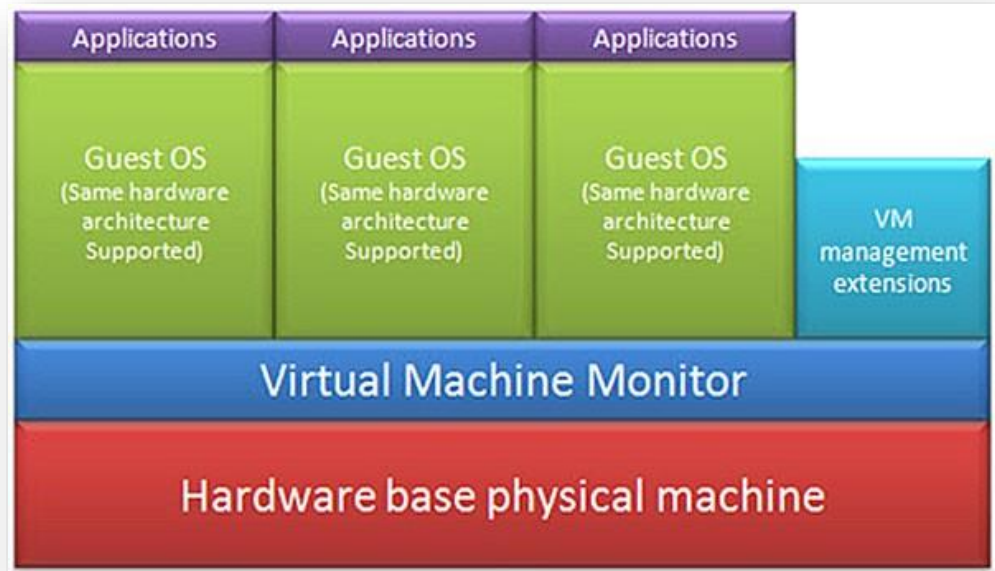 Applications
Applications
Applications
Guest OS
(Same hardware
architecture
Supported)
Guest OS
(Same hardware
architecture
Supported)
Guest OS
(Same hardware
architecture
Supported)
VM
management
extensions
Virtual Machine Monitor
Hardware base physical machine